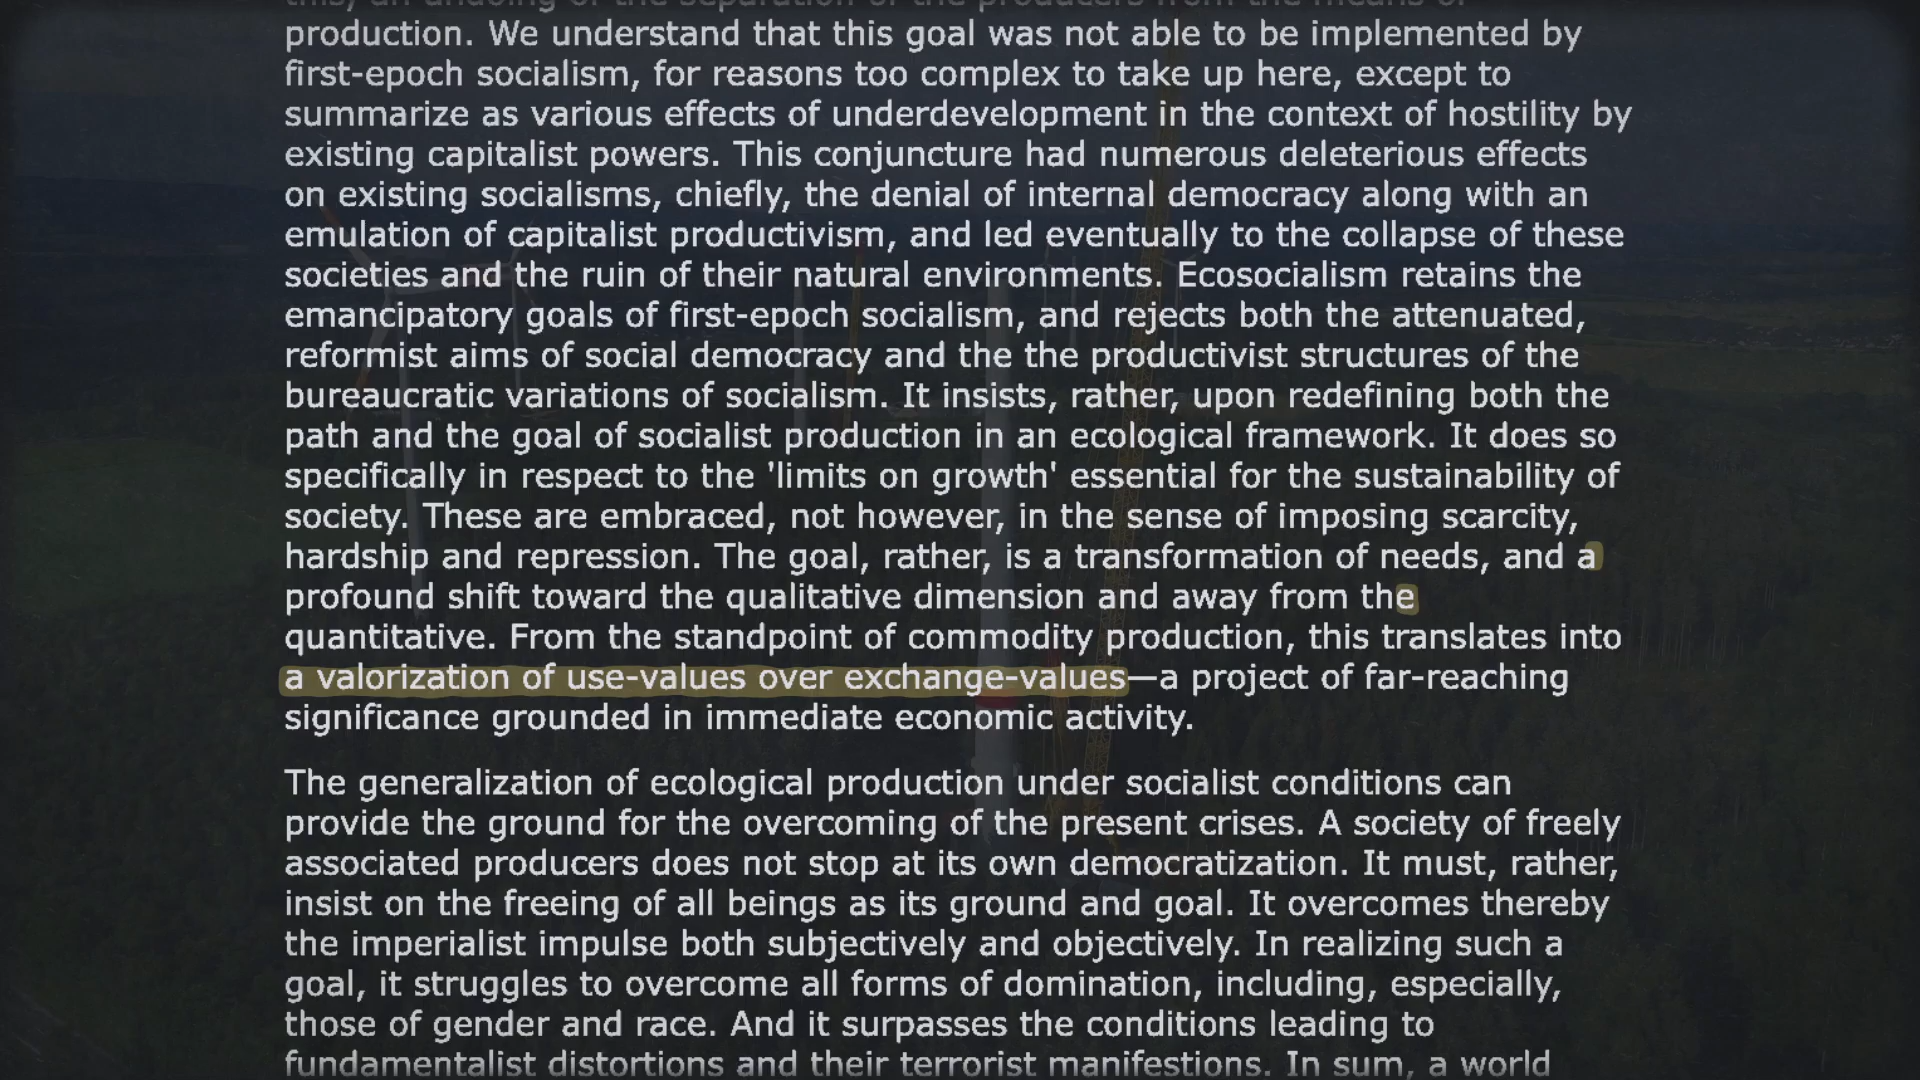 this, an undoing of the separation of the producers from the means of
production. We understand that this goal was not able to be implemented by
first-epoch socialism, for reasons too complex to take up here, except to
summarize as various effects of underdevelopment in the context of hostility by
existing capitalist powers. This conjuncture had numerous deleterious effects
on existing socialisms, chiefly, the denial of internal democracy along with an
emulation of capitalist productivism, and led eventually to the collapse of these
societies and the ruin of their natural environments. Ecosocialism retains the
emancipatory goals of first-epoch socialism, and rejects both the attenuated,
reformist aims of social democracy and the the productivist structures of the
bureaucratic variations of socialism. It insists, rather, upon redefining both the
path and the goal of socialist production in an ecological framework. It does so
specifically in respect to the 'limits on growth' essential for the sustainability of
society. These are embraced, not however, in the sense of imposing scarcity,
hardship and repression. The goal, rather, is a transformation of needs, and a
profound shift toward the qualitative dimension and away from the
quantitative. From the standpoint of commodity production, this translates into
a valorization of use-values over exchange-values—a project of far-reaching
significance grounded in immediate economic activity.
The generalization of ecological production under socialist conditions can
provide the ground for the overcoming of the present crises. A society of freely
associated producers does not stop at its own democratization. It must, rather,
insist on the freeing of all beings as its ground and goal. It overcomes thereby
the imperialist impulse both subjectively and objectively. In realizing such a
goal, it struggles to overcome all forms of domination, including, especially,
those of gender and race. And it surpasses the conditions leading to
fundamentalist distortions and their terrorist manifestations. In sum, a world